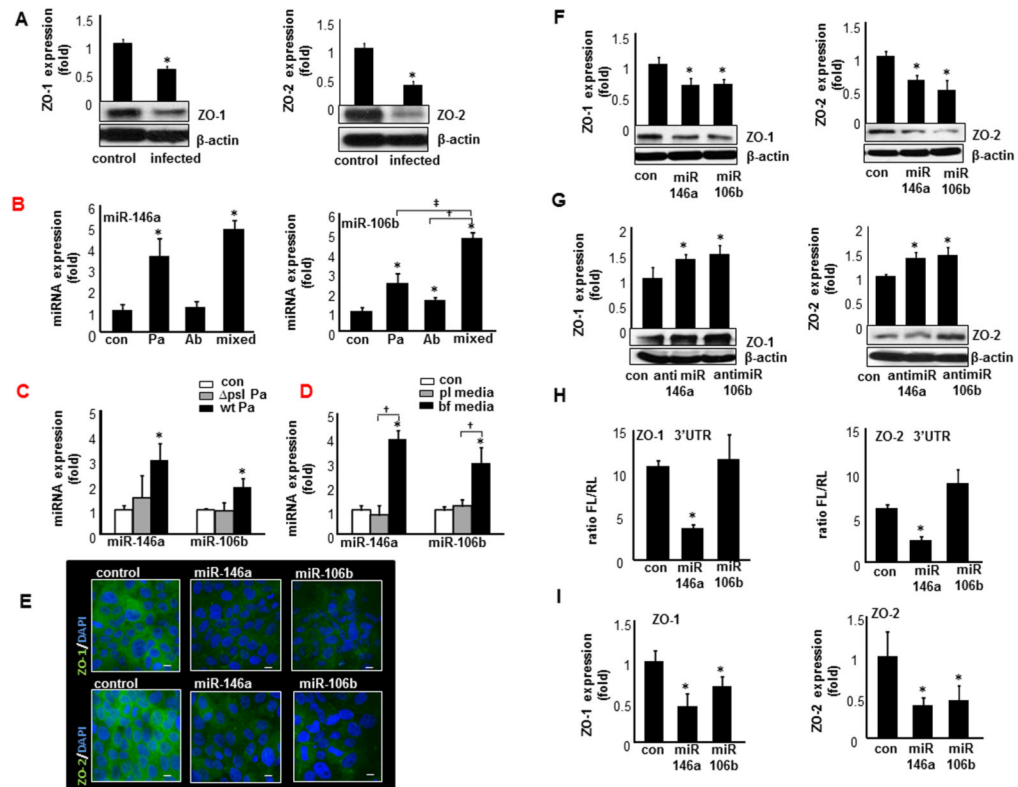 A
ZO-1 expression
(fold)
1.5
1
0.5
0
*
ZO-1
β-actin
control infected
ZO-2 expression
(fold)
1.5
1
0.5
0
*
ZO-2
β-actin
control infected
B
miR-146a
miRNA expression
(fold)
6
5
4
3
2
1
0
* *
con Pa Ab mixed
miR-106b
miRNA expression
(fold)
6
5
4
3
2
1
0
‡
†
* * *
con Pa Ab mixed
C
con
Δpsl Pa
wt Pa
miRNA expression
(fold)
5
4
3
2
1
0
* *
miR-146a miR-106b
D
con
pl media
bf media
miRNA expression
(fold)
5
4
3
2
1
0
† †
* *
miR-146a miR-106b
E
control miR-146a miR-106b
ZO-1/DAPI
control miR-146a miR-106b
ZO-2/DAPI
F
ZO-1 expression
(fold)
1.5
1
0.5
0
* *
ZO-1
β-actin
con miR miR
146a 106b
ZO-2 expression
(fold)
1.5
1
0.5
0
* *
ZO-2
β-actin
con miR miR
146a 106b
G
ZO-1 expression
(fold)
2
1.5
1
0.5
0
* *
ZO-1
β-actin
con anti miR antimiR
146a 106b
ZO-2 expression
(fold)
2
1.5
1
0.5
0
* *
ZO-2
β-actin
con antimiR antimiR
146a 106b
H
ZO-1 3'UTR
ratio FL/RL
15
10
5
0
*
con miR miR
146a 106b
ZO-2 3'UTR
ratio FL/RL
15
10
5
0
*
con miR miR
146a 106b
I
ZO-1
ZO-1 expression
(fold)
1.5
1
0.5
0
* *
con miR miR
146a 106b
ZO-2
ZO-2 expression
(fold)
1.5
1
0.5
0
* *
con miR miR
146a 106b